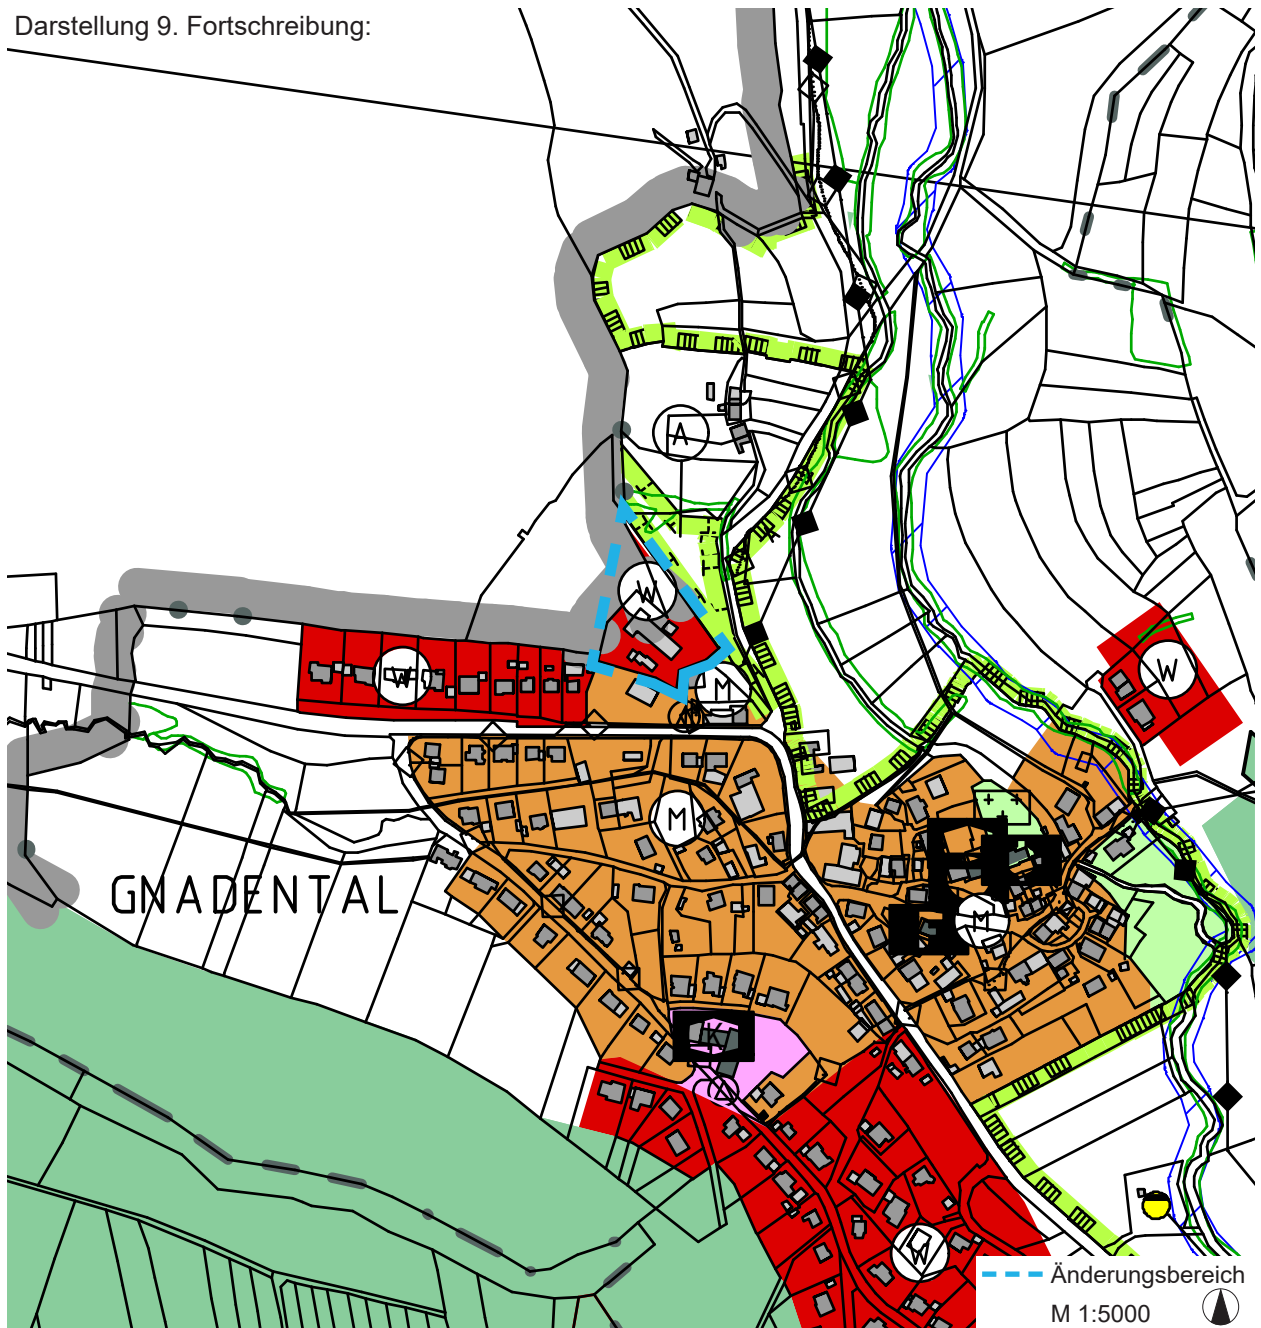 Darstellung 9. Fortschreibung:
A
W
W
M
W
M
GNADENTAL
M
K
W
Änderungsbereich
M 1:5000